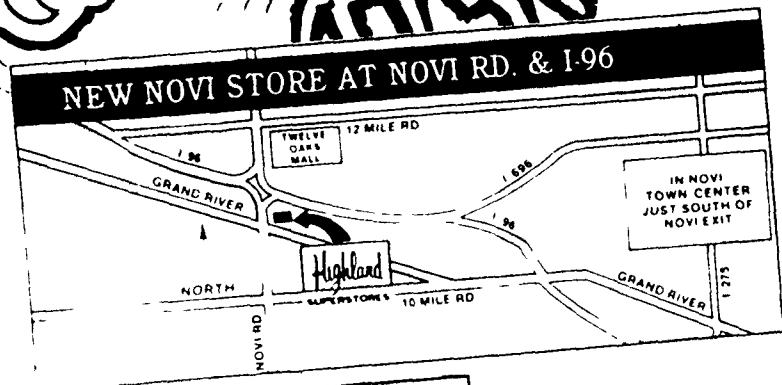 NEW NOVI STORE AT NOVI RD. & I-96
TWELVE
OAKS
MALL
12 MILE RD
I 96
GRAND RIVER
I 696
I 96
IN NOVI
TOWN CENTER
JUST SOUTH OF
NOVI EXIT
NORTH
Highland
SUPERSTORES
10 MILE RD
NOVI RD
GRAND RIVER
I 275